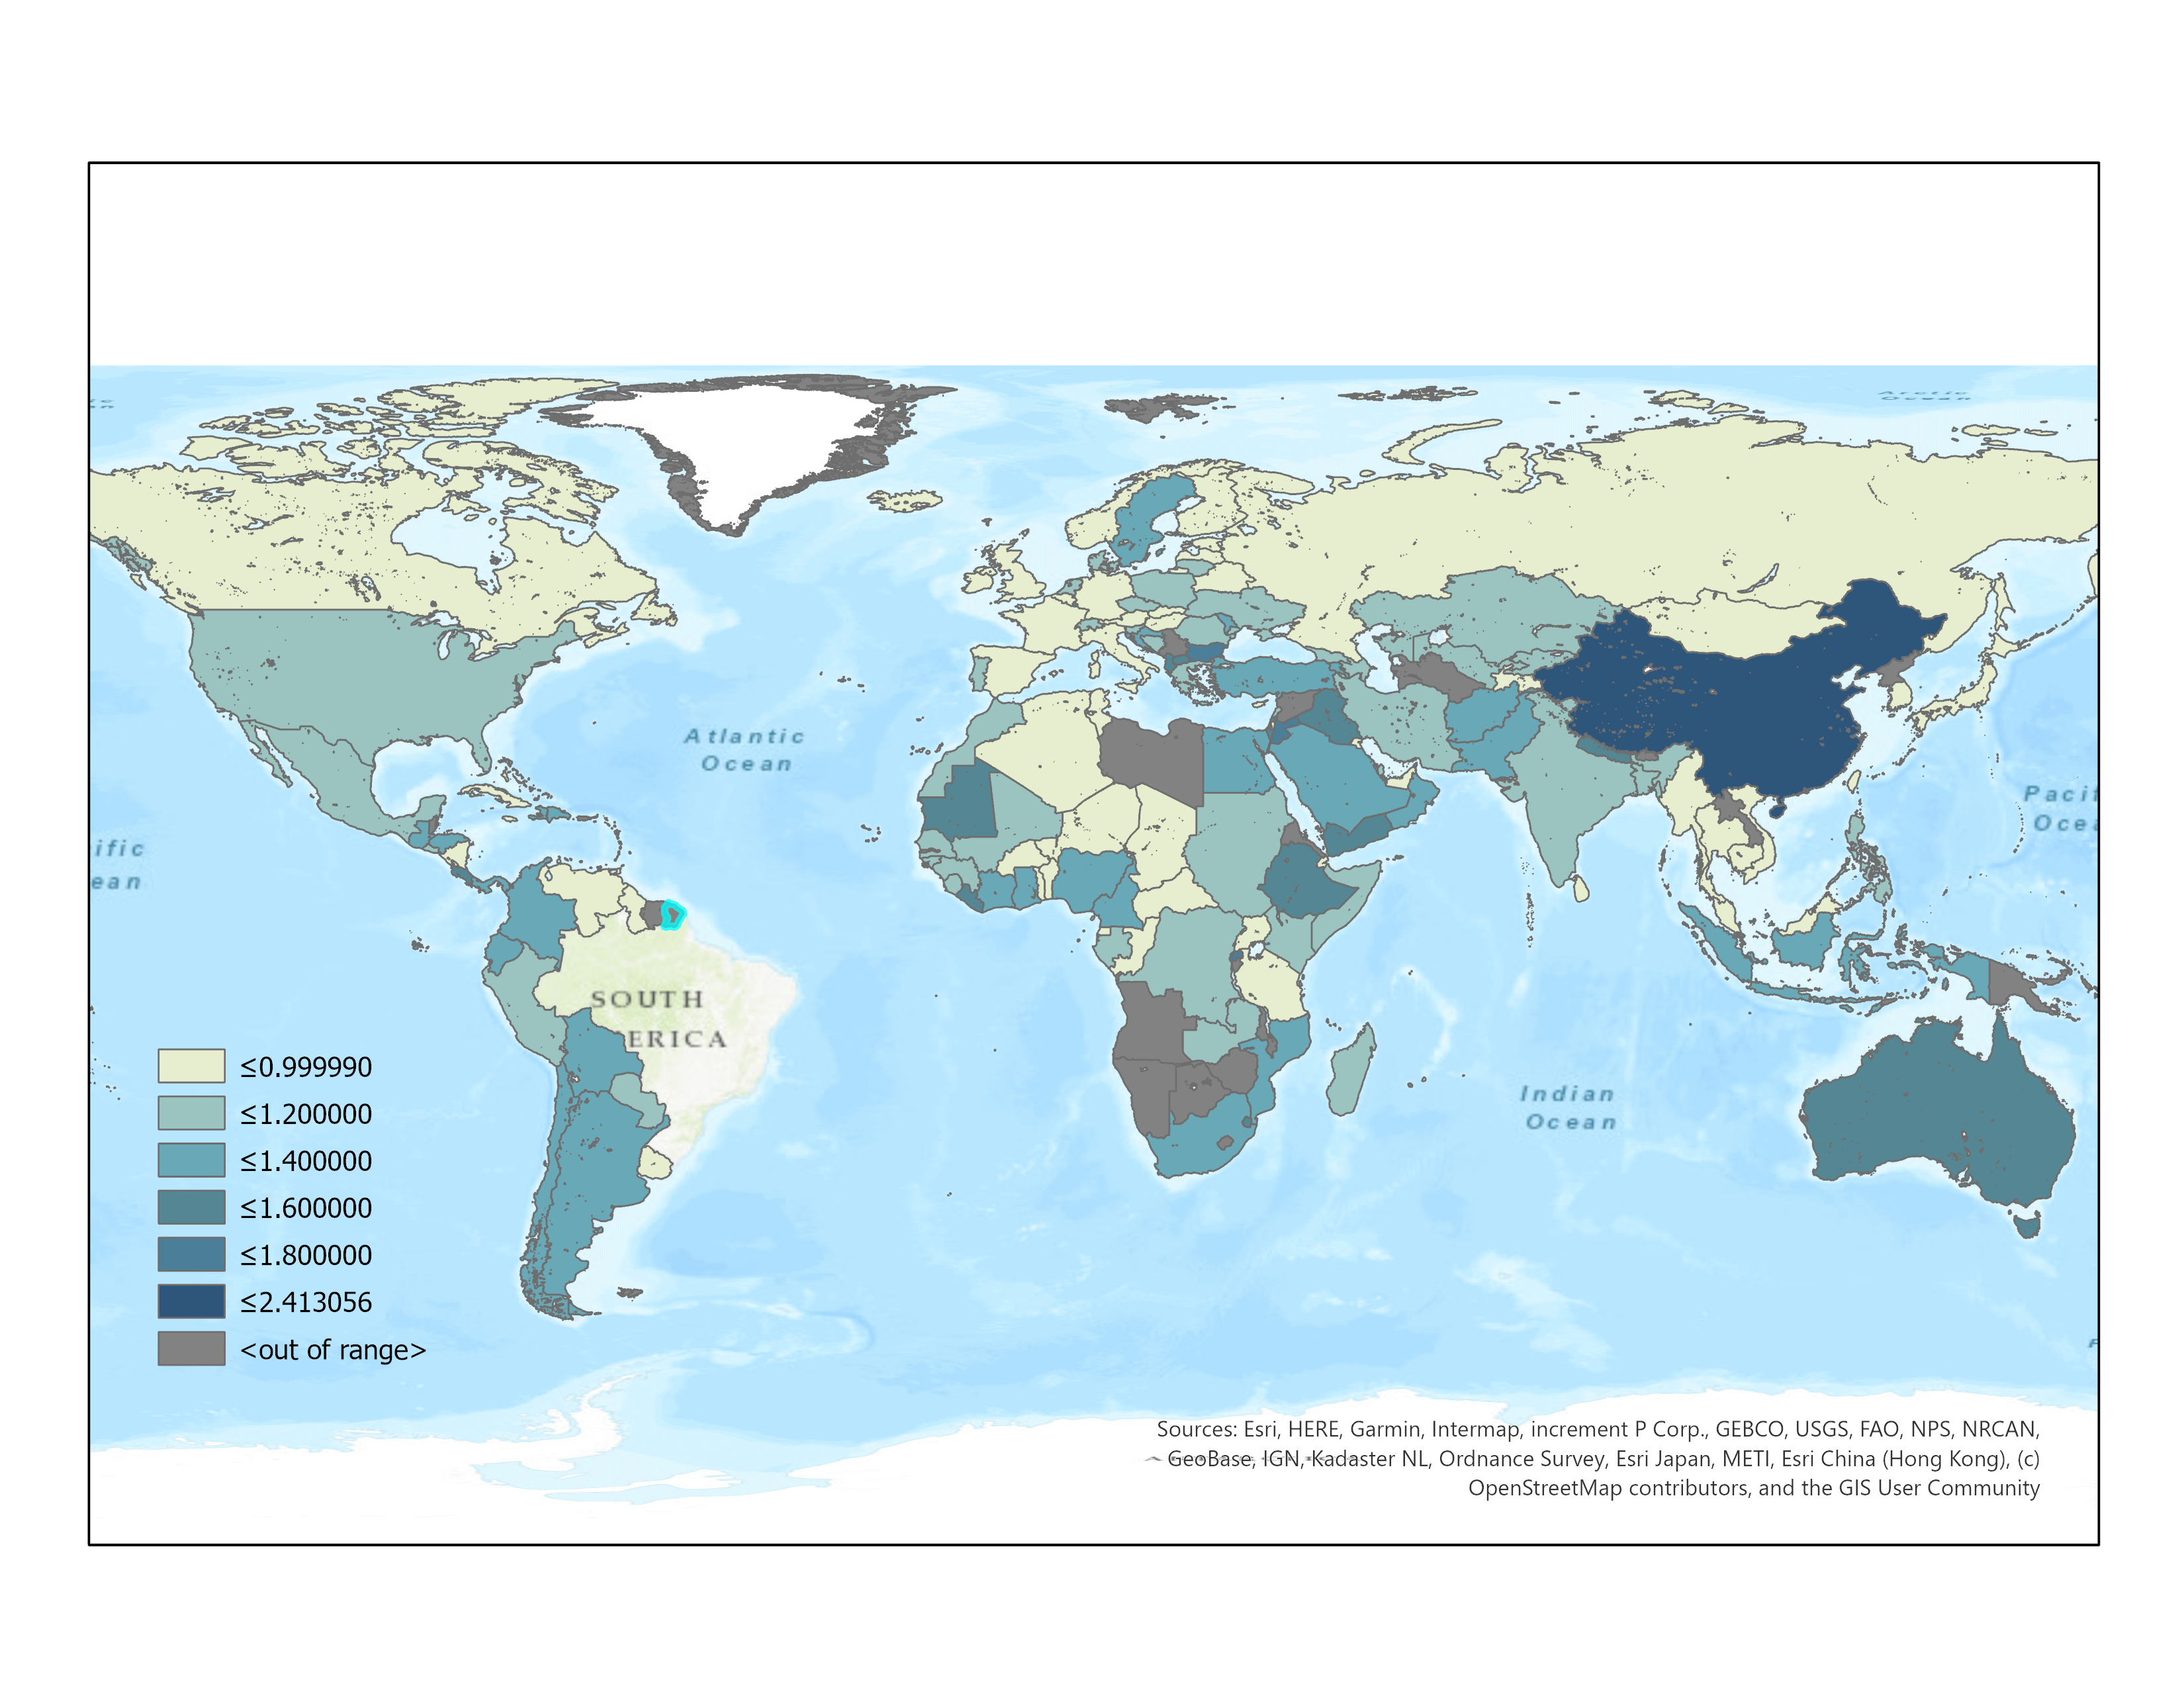 Arctic
Ocean
Atlantic
Ocean
Pacif
Ocea
ific
ean
SOUTH
ERICA
Indian
Ocean
≤0.999990
≤1.200000
≤1.400000
≤1.600000
≤1.800000
≤2.413056
<out of range>
Sources: Esri, HERE, Garmin, Intermap, increment P Corp., GEBCO, USGS, FAO, NPS, NRCAN,
GeoBase, IGN, Kadaster NL, Ordnance Survey, Esri Japan, METI, Esri China (Hong Kong), (c)
OpenStreetMap contributors, and the GIS User Community